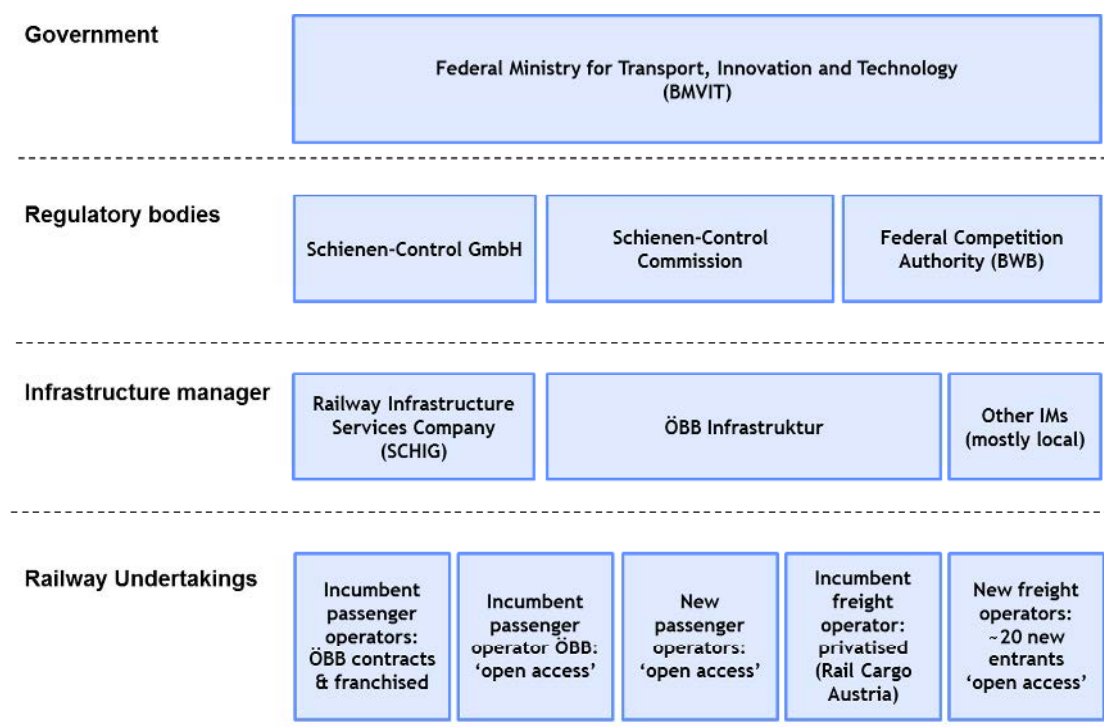 Government
Federal Ministry for Transport, Innovation and Technology
(BMVIT)
Regulatory bodies
Schienen-Control GmbH
Schienen-Control
Commission
Federal Competition
Authority (BWB)
Infrastructure manager
Railway Infrastructure
Services Company
(SCHIG)
ÖBB Infrastruktur
Other IMs
(mostly local)
Railway Undertakings
Incumbent
passenger
operators:
ÖBB contracts
& franchised
Incumbent
passenger
operator ÖBB:
‘open access’
New
passenger
operators:
‘open access’
Incumbent
freight
operator:
privatised
(Rail Cargo
Austria)
New freight
operators:
~20 new
entrants
‘open access’